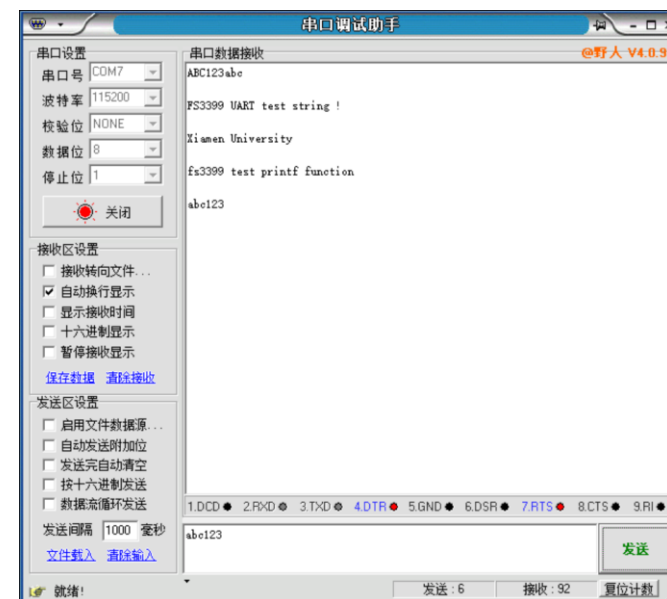 串口调试助手
串口设置
串口号 COM7
波特率 115200
校验位 NONE
数据位 8
停止位 1
关闭
接收区设置
接收转向文件...
自动换行显示
显示接收时间
十六进制显示
暂停接收显示
保存数据 清除接收
发送区设置
启用文件数据源...
自动发送附加位
发送完自动清空
按十六进制发送
数据流循环发送
发送间隔 1000 毫秒
文件载入 清除输入
串口数据接收 @野人 V4.0.9
ABC123abc
FS3399 UART test string !
Xiamen University
fs3399 test printf function
abc123
1.DCD 2.RXD 3.TXD 4.DTR 5.GND 6.DSR 7.RTS 8.CTS 9.RI
abc123
发送
就绪! 发送 : 6 接收 : 92 复位计数